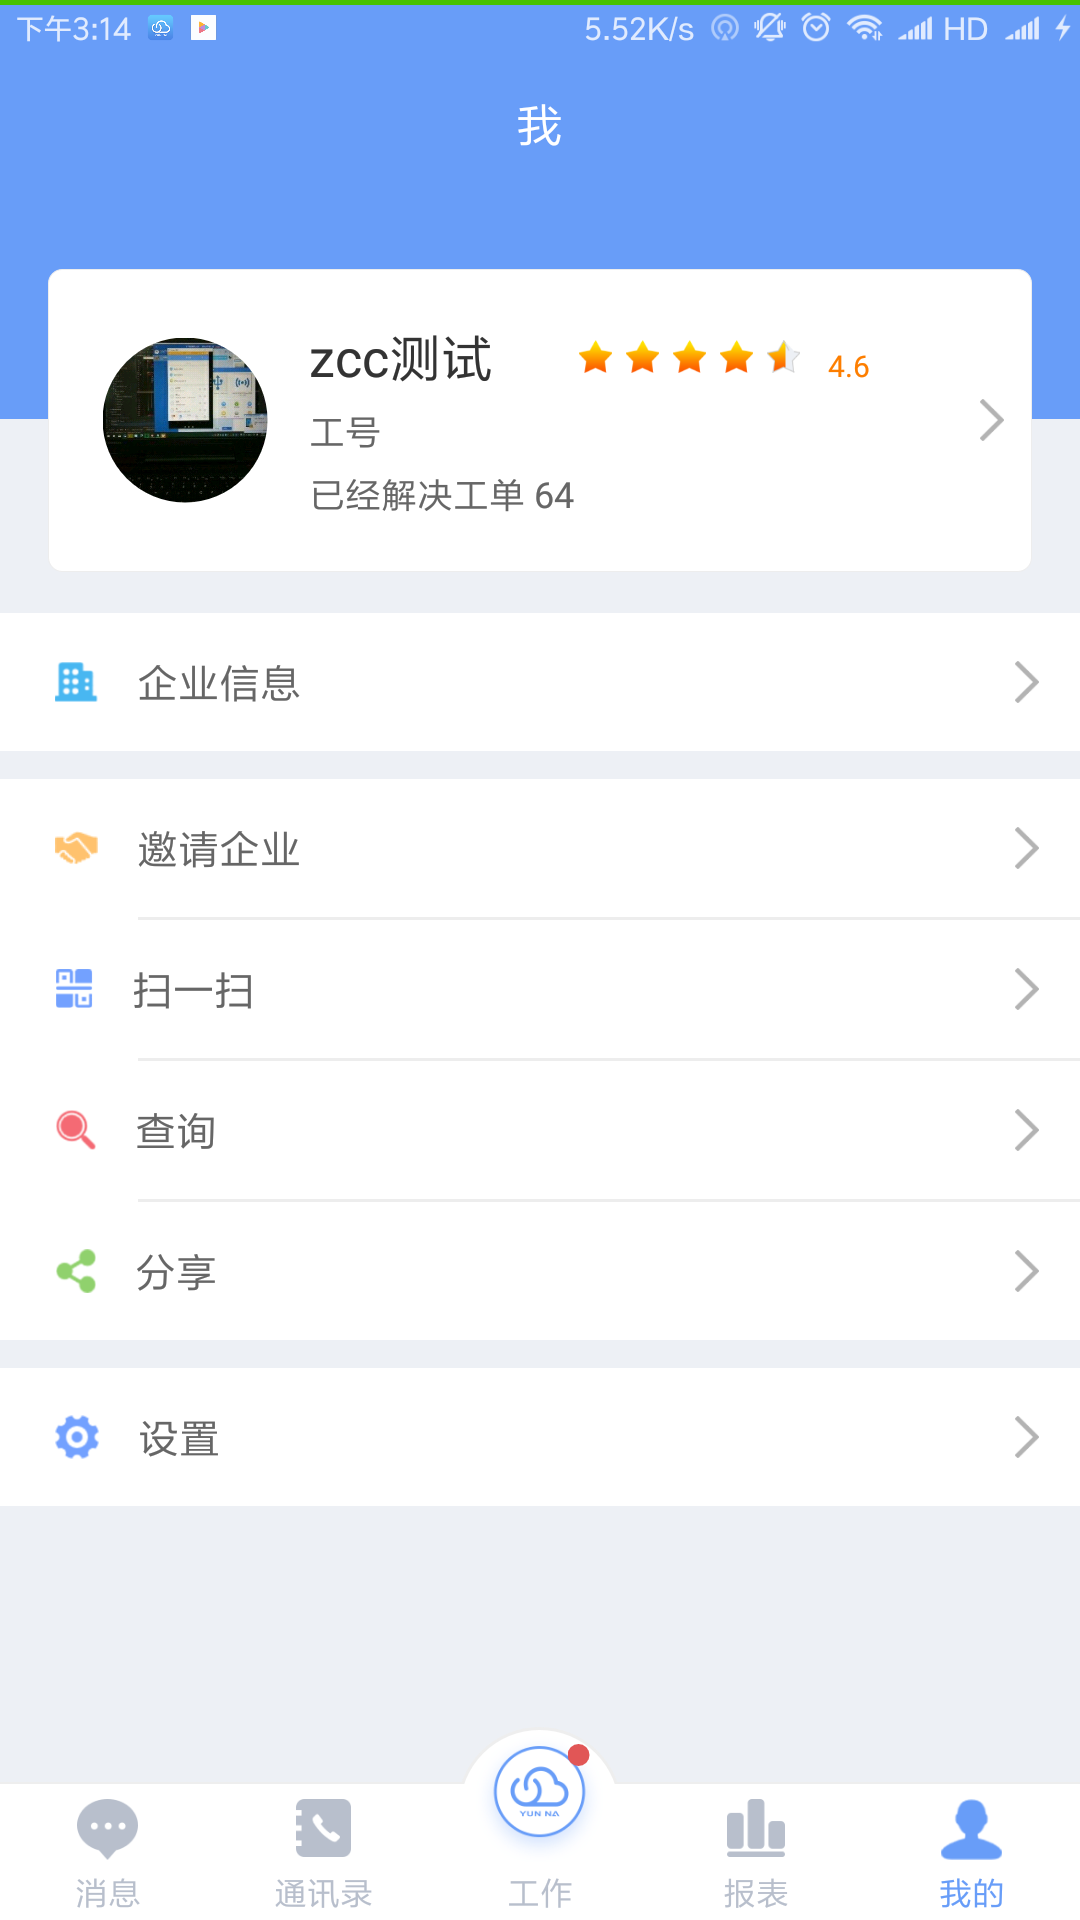 下午3:14 5.52K/s HD
我
zcc测试 4.6
工号
已经解决工单 64
企业信息
邀请企业
扫一扫
查询
分享
设置
YUN NA
消息 通讯录 工作 报表 我的